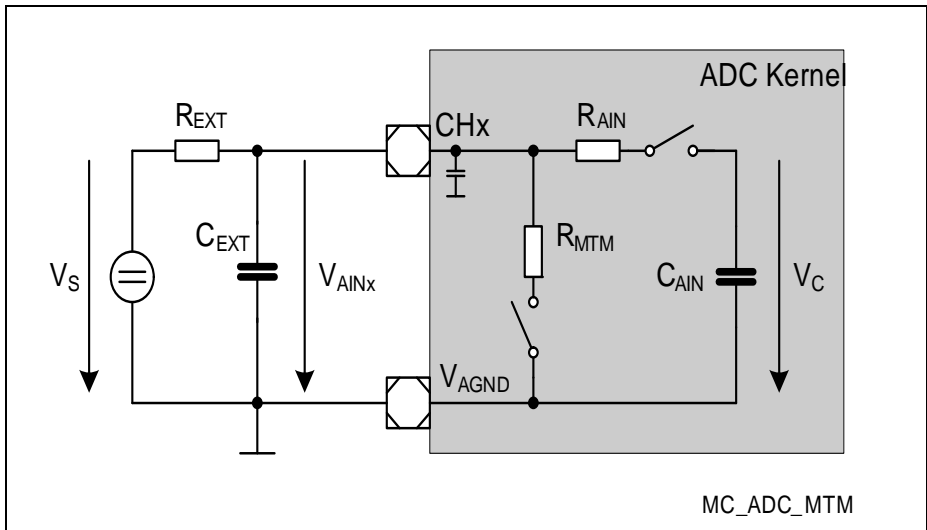 ADC Kernel
REXT
CHx
RAIN
RMTM
CEXT
VS
VAINx
CAIN
VC
VAGND
MC_ADC_MTM